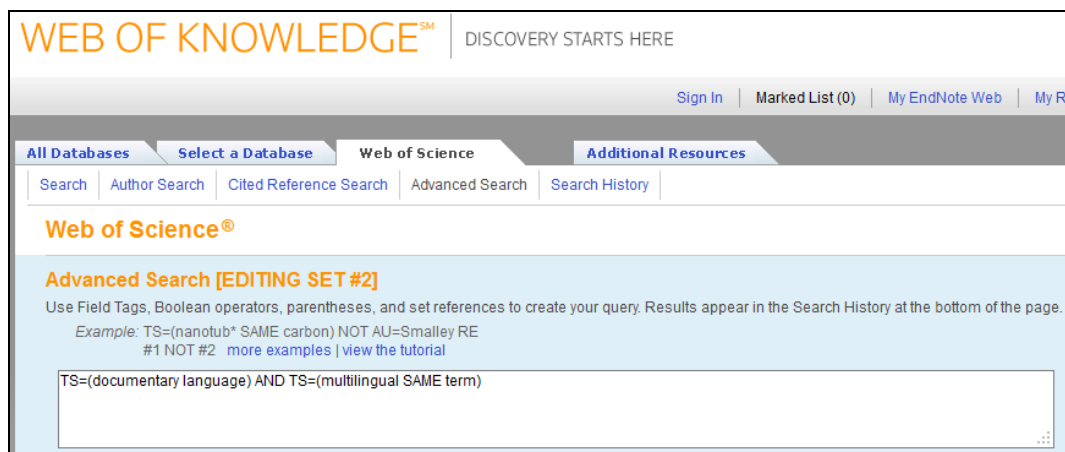 WEB OF KNOWLEDGE℠ DISCOVERY STARTS HERE
Sign In Marked List (0) My EndNote Web My R
All Databases Select a Database Web of Science Additional Resources
Search Author Search Cited Reference Search Advanced Search Search History
Web of Science®
Advanced Search [EDITING SET #2]
Use Field Tags, Boolean operators, parentheses, and set references to create your query. Results appear in the Search History at the bottom of the page.
Example: TS=(nanotub* SAME carbon) NOT AU=Smalley RE
#1 NOT #2 more examples | view the tutorial
TS=(documentary language) AND TS=(multilingual SAME term)